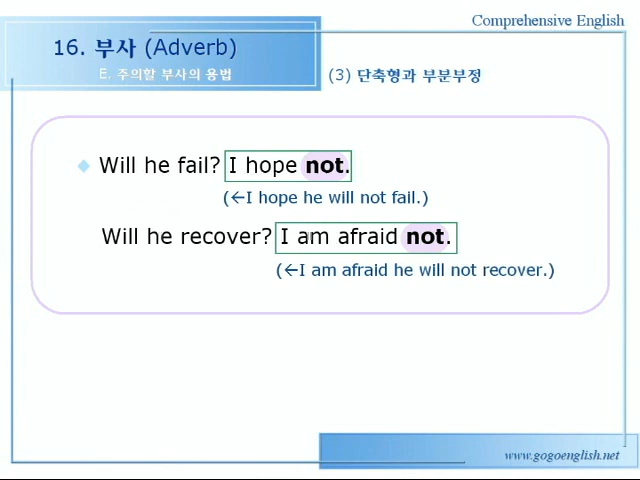 Comprehensive English
16. 부사 (Adverb)
E. 주의할 부사의 용법
(3) 단축형과 부분부정
Will he fail? I hope not.
(←I hope he will not fail.)
Will he recover? I am afraid not.
(←I am afraid he will not recover.)
www.gogoenglish.net